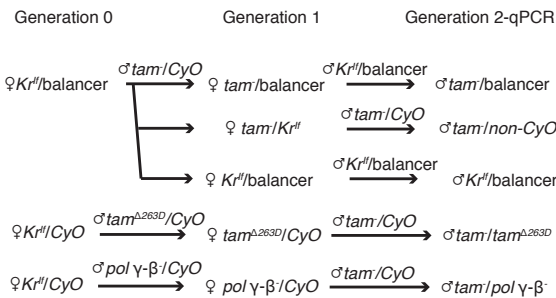 Generation 0 Generation 1 Generation 2-qPCR
♀Kr^If/balancer ♂tam⁻/CyO ♀ tam⁻/balancer ♂Kr^If/balancer ♂tam⁻/balancer
♀ tam⁻/Kr^If ♂tam⁻/CyO ♂tam⁻/non-CyO
♀ Kr^If/balancer ♂Kr^If/balancer ♂Kr^If/balancer
♀Kr^If/CyO ♂tam^Δ263D/CyO ♀ tam^Δ263D/CyO ♂tam⁻/CyO ♂tam⁻/tam^Δ263D
♀Kr^If/CyO ♂pol γ-β⁻/CyO ♀ pol γ-β⁻/CyO ♂tam⁻/CyO ♂tam⁻/pol γ-β⁻